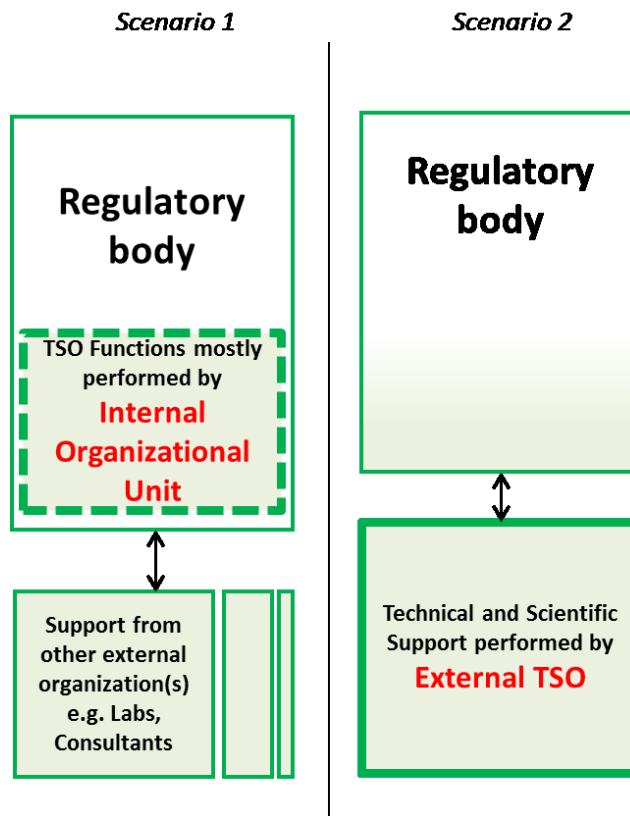 Scenario 1
Regulatory
body
TSO Functions mostly
performed by
Internal
Organizational
Unit
Support from
other external
organization(s)
e.g. Labs,
Consultants
Scenario 2
Regulatory
body
Technical and Scientific
Support performed by
External TSO